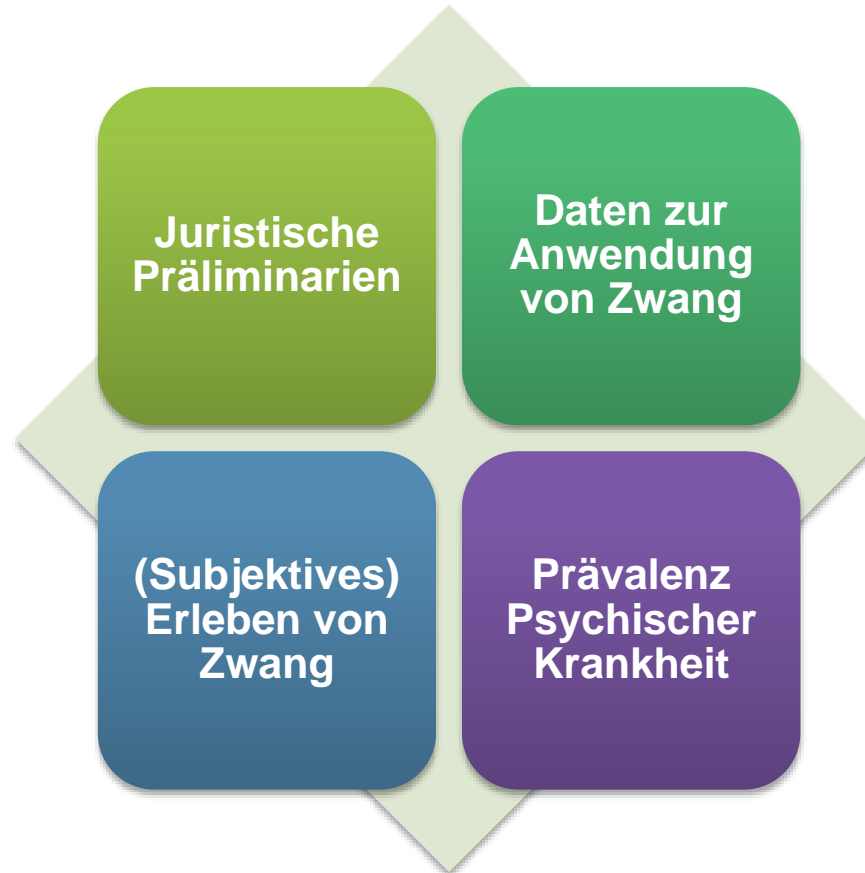 Juristische
Präliminarien
Daten zur
Anwendung
von Zwang
(Subjektives)
Erleben von
Zwang
Prävalenz
Psychischer
Krankheit